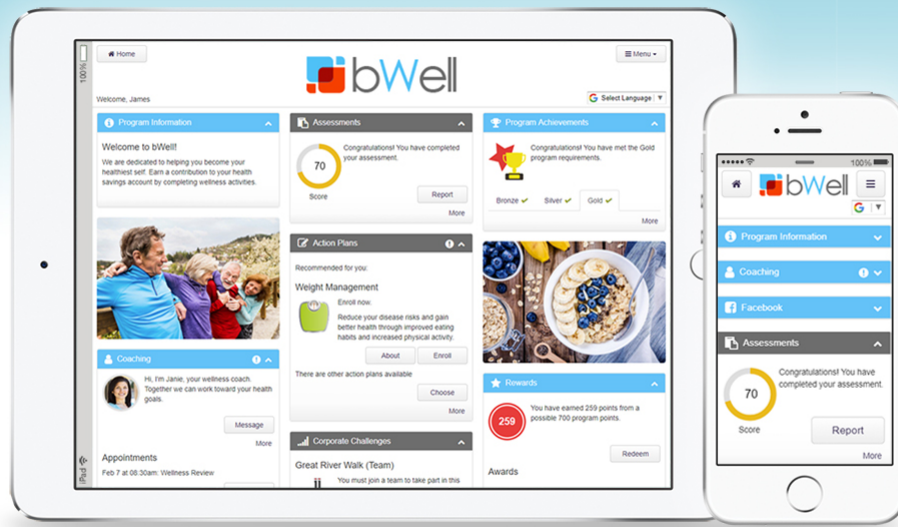 100%
iPad
Home
Menu
bWell
Welcome, James
G Select Language
Program Information
Welcome to bWell!
We are dedicated to helping you become your
healthiest self. Earn a contribution to your health
savings account by completing wellness activities.
Coaching
Hi, I'm Janie, your wellness coach.
Together we can work toward your health
goals.
Message
More
Appointments
Feb 7 at 08:30am: Wellness Review
Assessments
70
Score
Congratulations! You have completed
your assessment.
Report
More
Action Plans
Recommended for you:
Weight Management
Enroll now.
Reduce your disease risks and gain
better health through improved eating
habits and increased physical activity.
About
Enroll
There are other action plans available
Choose
More
Corporate Challenges
Great River Walk (Team)
You must join a team to take part in this
Program Achievements
Congratulations! You have met the Gold
program requirements.
Bronze
Silver
Gold
More
Rewards
259
You have earned 259 points from a
possible 700 program points.
Redeem
Awards
100%
bWell
G
Program Information
Coaching
Facebook
Assessments
70
Score
Congratulations! You have
completed your assessment.
Report
More